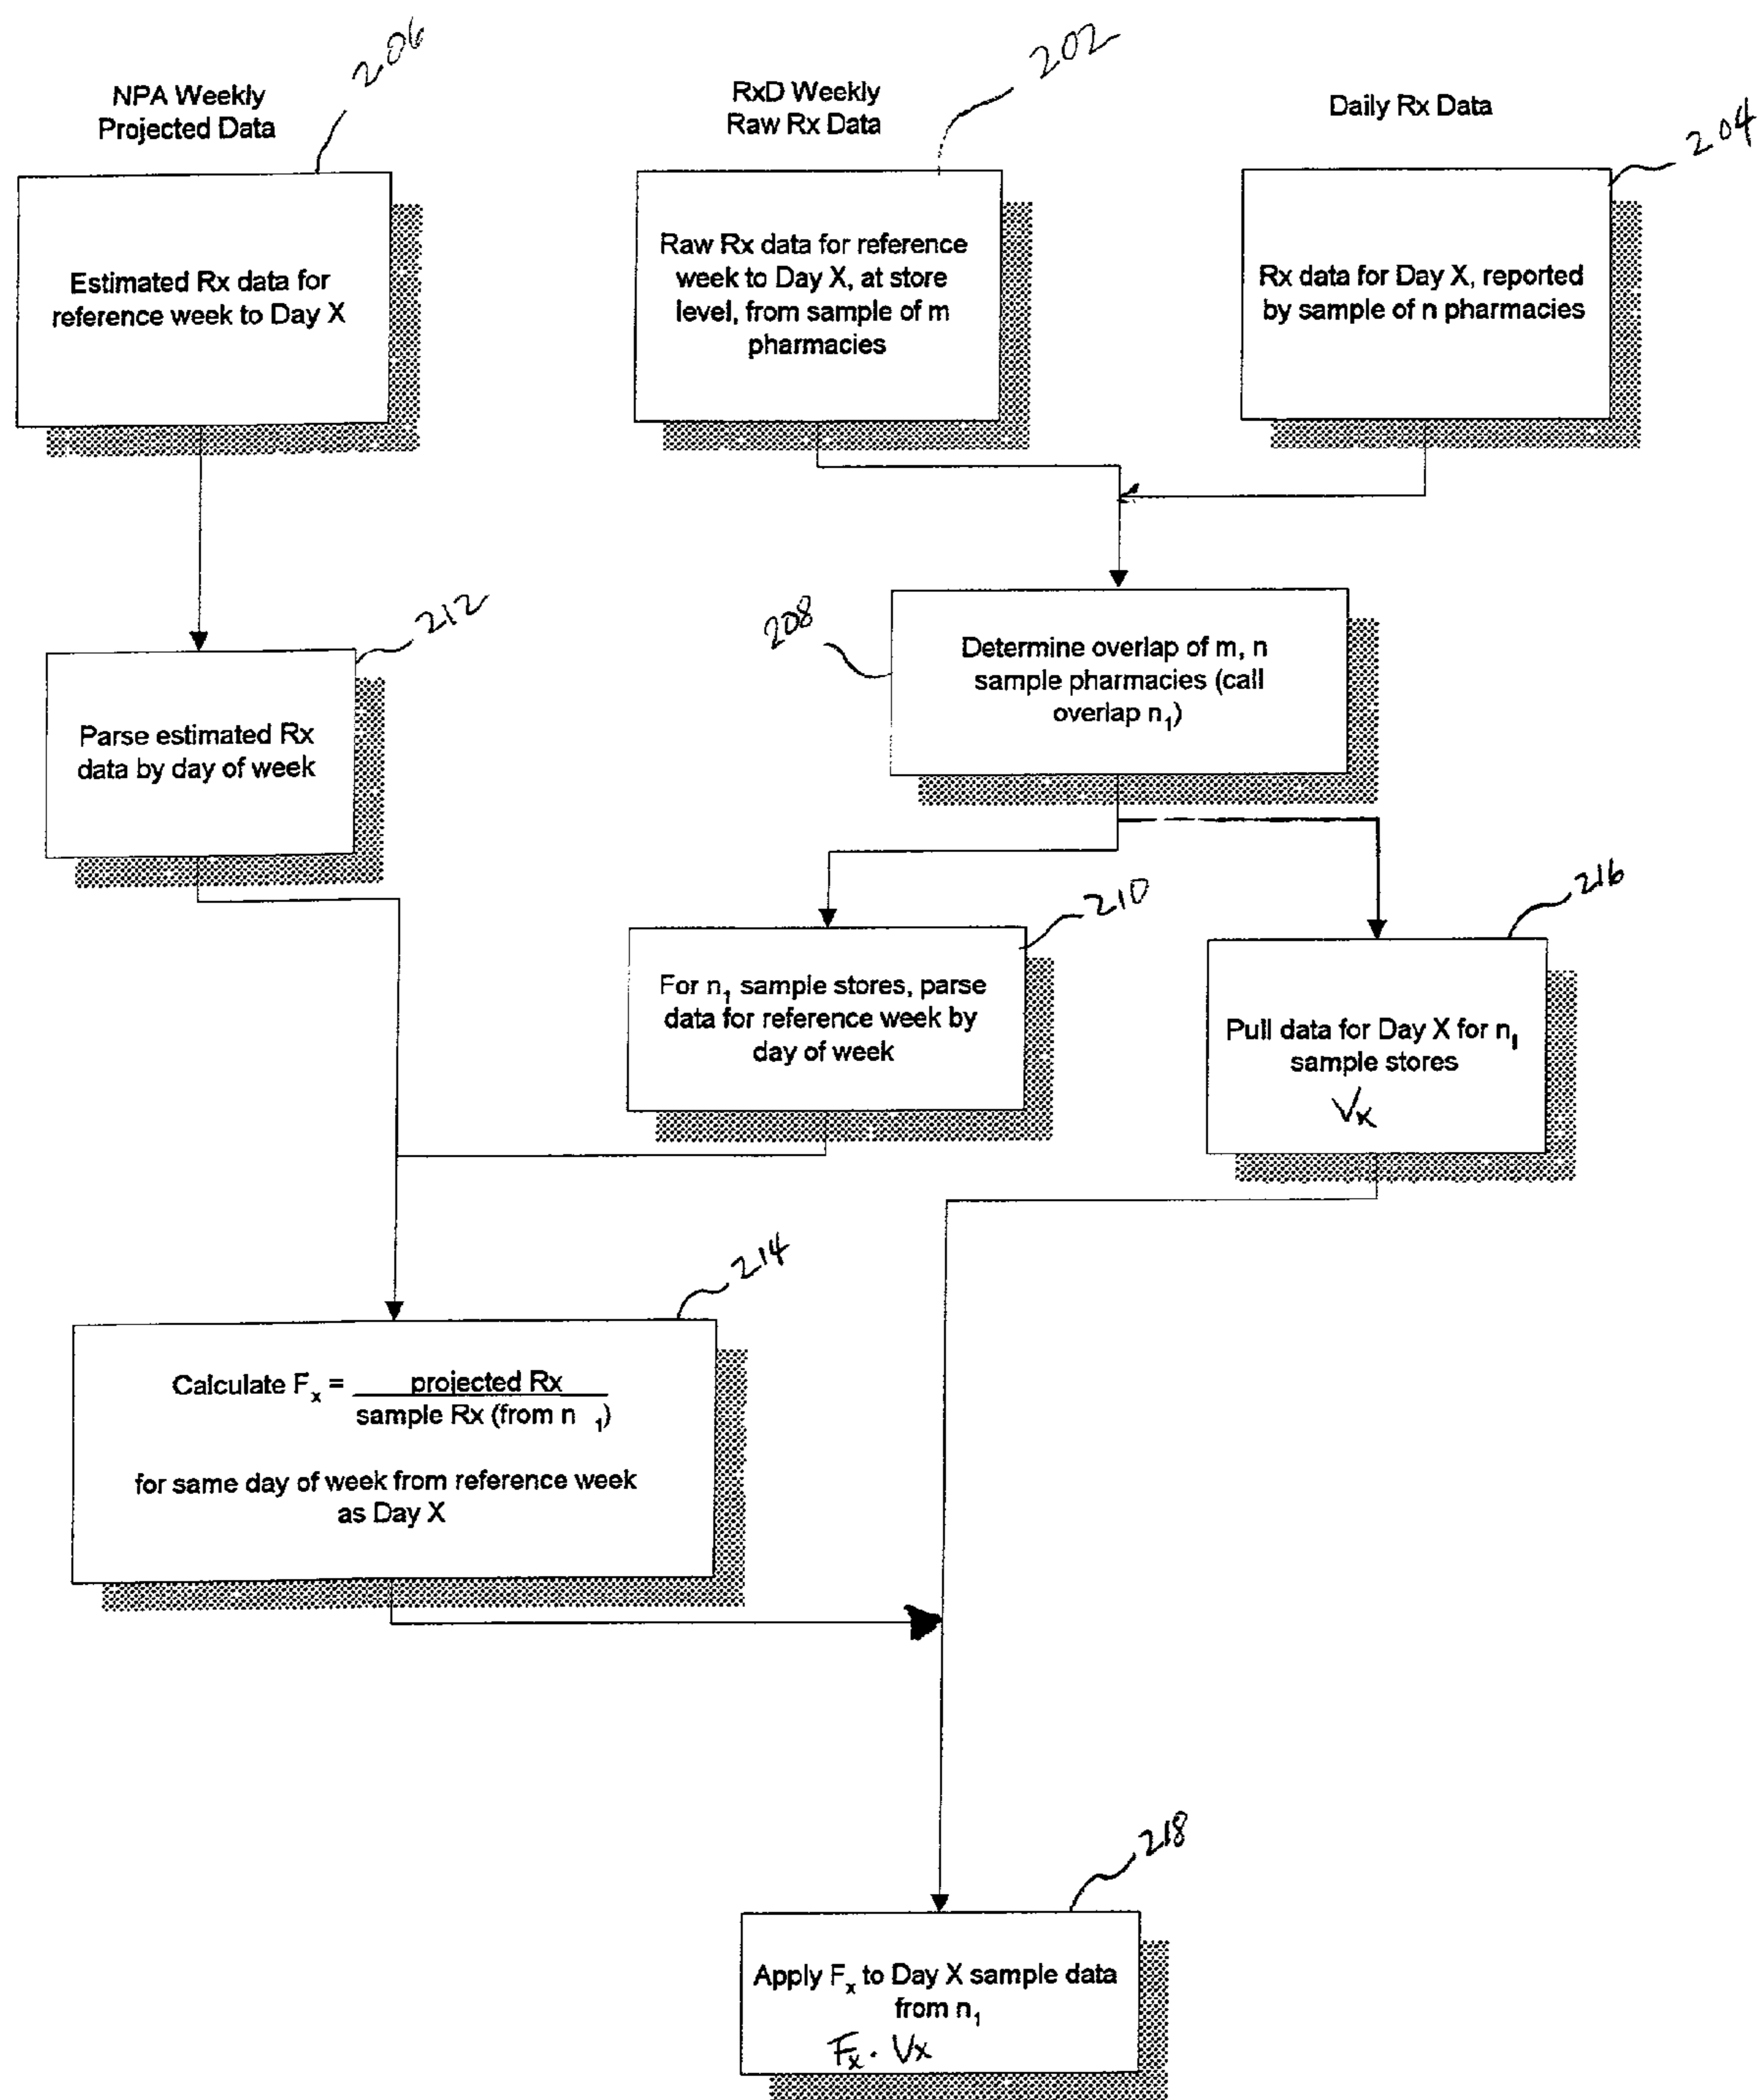 206
NPA Weekly
Projected Data
202
RxD Weekly
Raw Rx Data
Daily Rx Data
204
Estimated Rx data for
reference week to Day X
Raw Rx data for reference
week to Day X, at store
level, from sample of m
pharmacies
Rx data for Day X, reported
by sample of n pharmacies
212
Parse estimated Rx
data by day of week
208
Determine overlap of m, n
sample pharmacies (call
overlap n₁)
210
For n₁ sample stores, parse
data for reference week by
day of week
216
Pull data for Day X for n₁
sample stores
Vx
214
Calculate Fₓ = projected Rx
sample Rx (from n ₁)
for same day of week from reference week
as Day X
218
Apply Fₓ to Day X sample data
from n₁
Fx · Vx